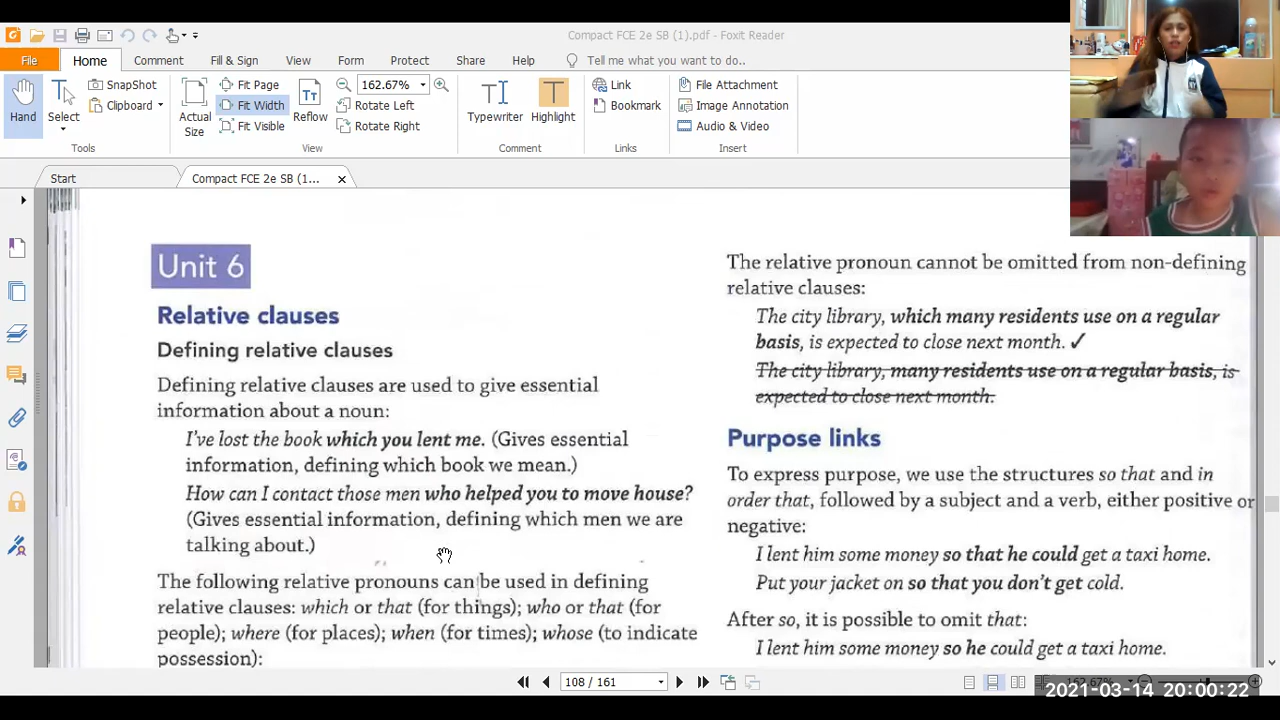 Compact FCE 2e SB (1).pdf - Foxit Reader
File Home Comment Fill & Sign View Form Protect Share Help Tell me what you want to do...
Hand
Select
SnapShot
Clipboard
Actual Size
Fit Page
Fit Width
Fit Visible
Reflow
162.67%
Rotate Left
Rotate Right
Typewriter
Highlight
Link
Bookmark
File Attachment
Image Annotation
Audio & Video
Tools View Comment Links Insert
Start
Compact FCE 2e SB (1...
Unit 6
Relative clauses
Defining relative clauses
Defining relative clauses are used to give essential
information about a noun:
I've lost the book which you lent me. (Gives essential
information, defining which book we mean.)
How can I contact those men who helped you to move house?
(Gives essential information, defining which men we are
talking about.)
The following relative pronouns can be used in defining
relative clauses: which or that (for things); who or that (for
people); where (for places); when (for times); whose (to indicate
possession):
The relative pronoun cannot be omitted from non-defining
relative clauses:
The city library, which many residents use on a regular
basis, is expected to close next month. ✓
The city library, many residents use on a regular basis, is
expected to close next month.
Purpose links
To express purpose, we use the structures so that and in
order that, followed by a subject and a verb, either positive or
negative:
I lent him some money so that he could get a taxi home.
Put your jacket on so that you don't get cold.
After so, it is possible to omit that:
I lent him some money so he could get a taxi home.
108 / 161
162.67%
2021-03-14 20:00:22